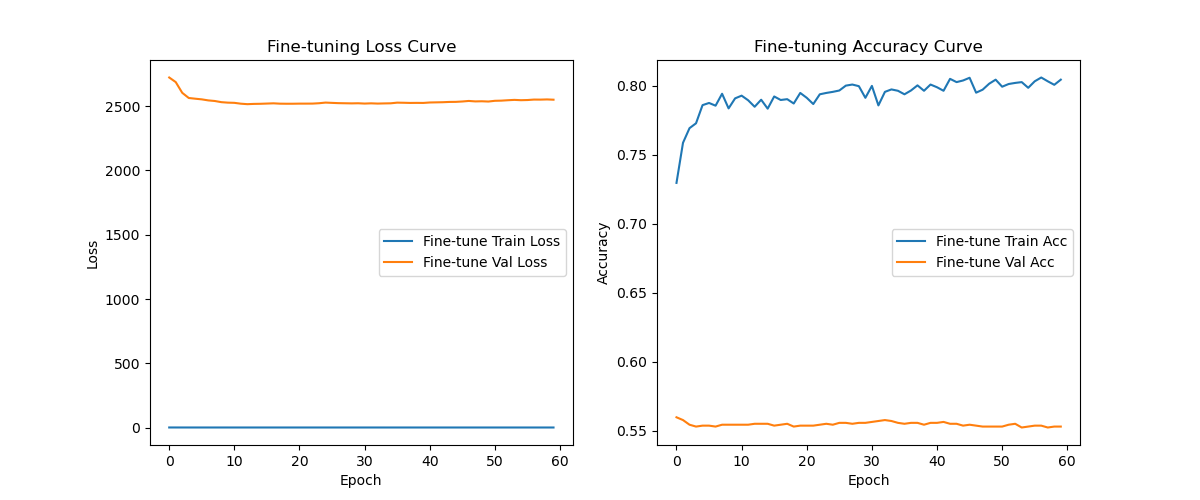 Fine-tuning Loss Curve
Loss
2500
2000
1500
1000
500
0
Fine-tune Train Loss
Fine-tune Val Loss
0 10 20 30 40 50 60
Epoch
Fine-tuning Accuracy Curve
Accuracy
0.80
0.75
0.70
0.65
0.60
0.55
Fine-tune Train Acc
Fine-tune Val Acc
0 10 20 30 40 50 60
Epoch